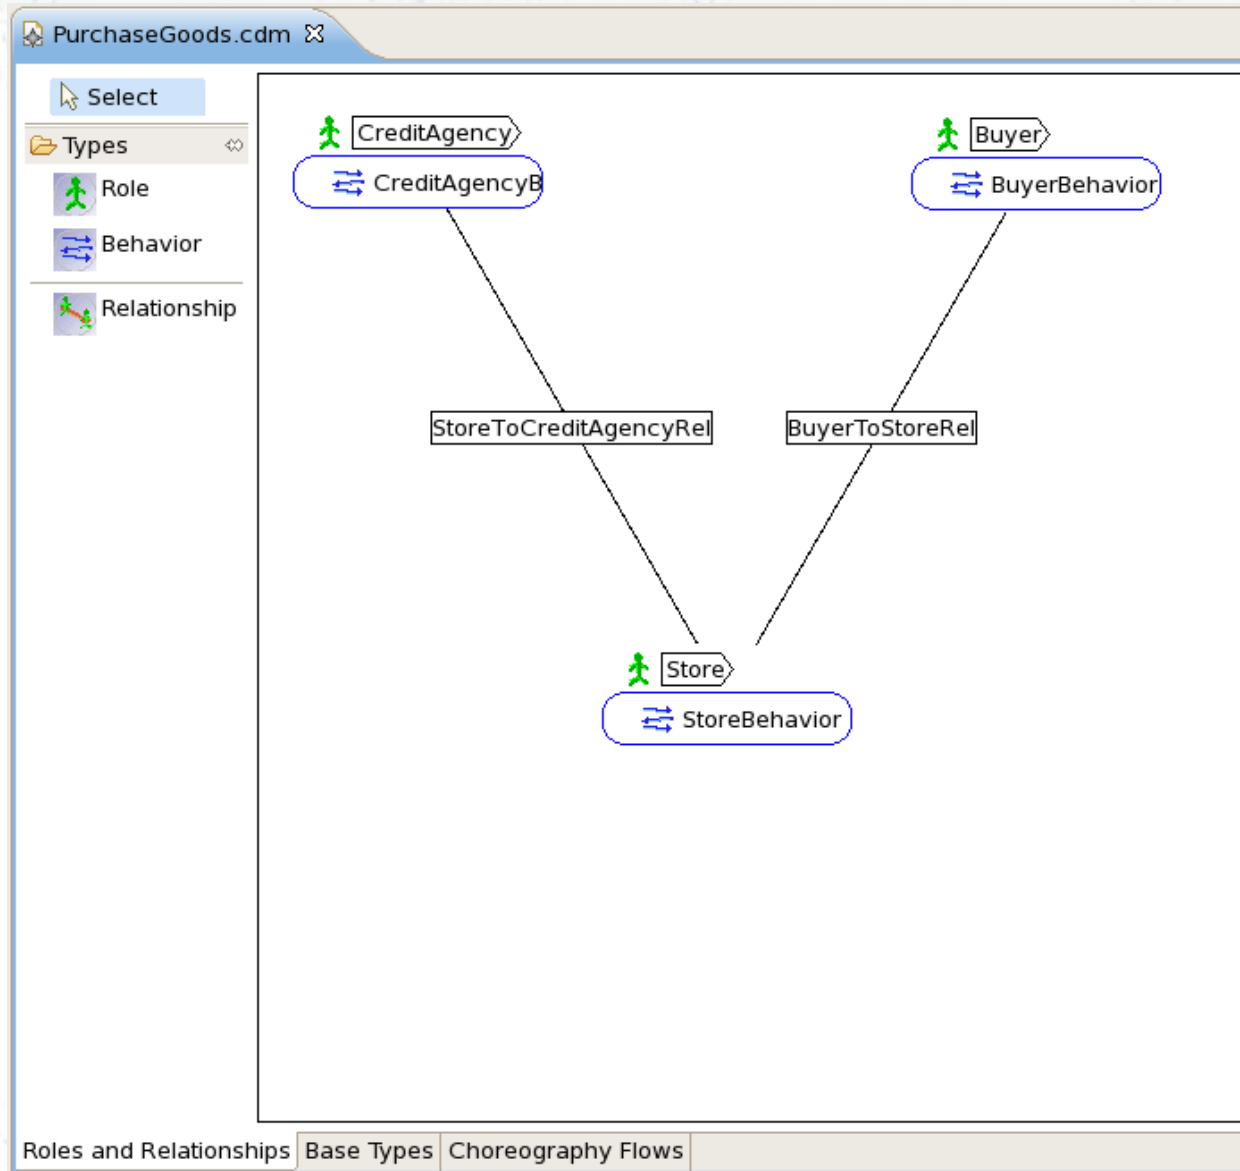 PurchaseGoods.cdm
Select
Types
Role
Behavior
Relationship
CreditAgency
CreditAgencyB
Buyer
BuyerBehavior
StoreToCreditAgencyRel
BuyerToStoreRel
Store
StoreBehavior
Roles and Relationships
Base Types
Choreography Flows